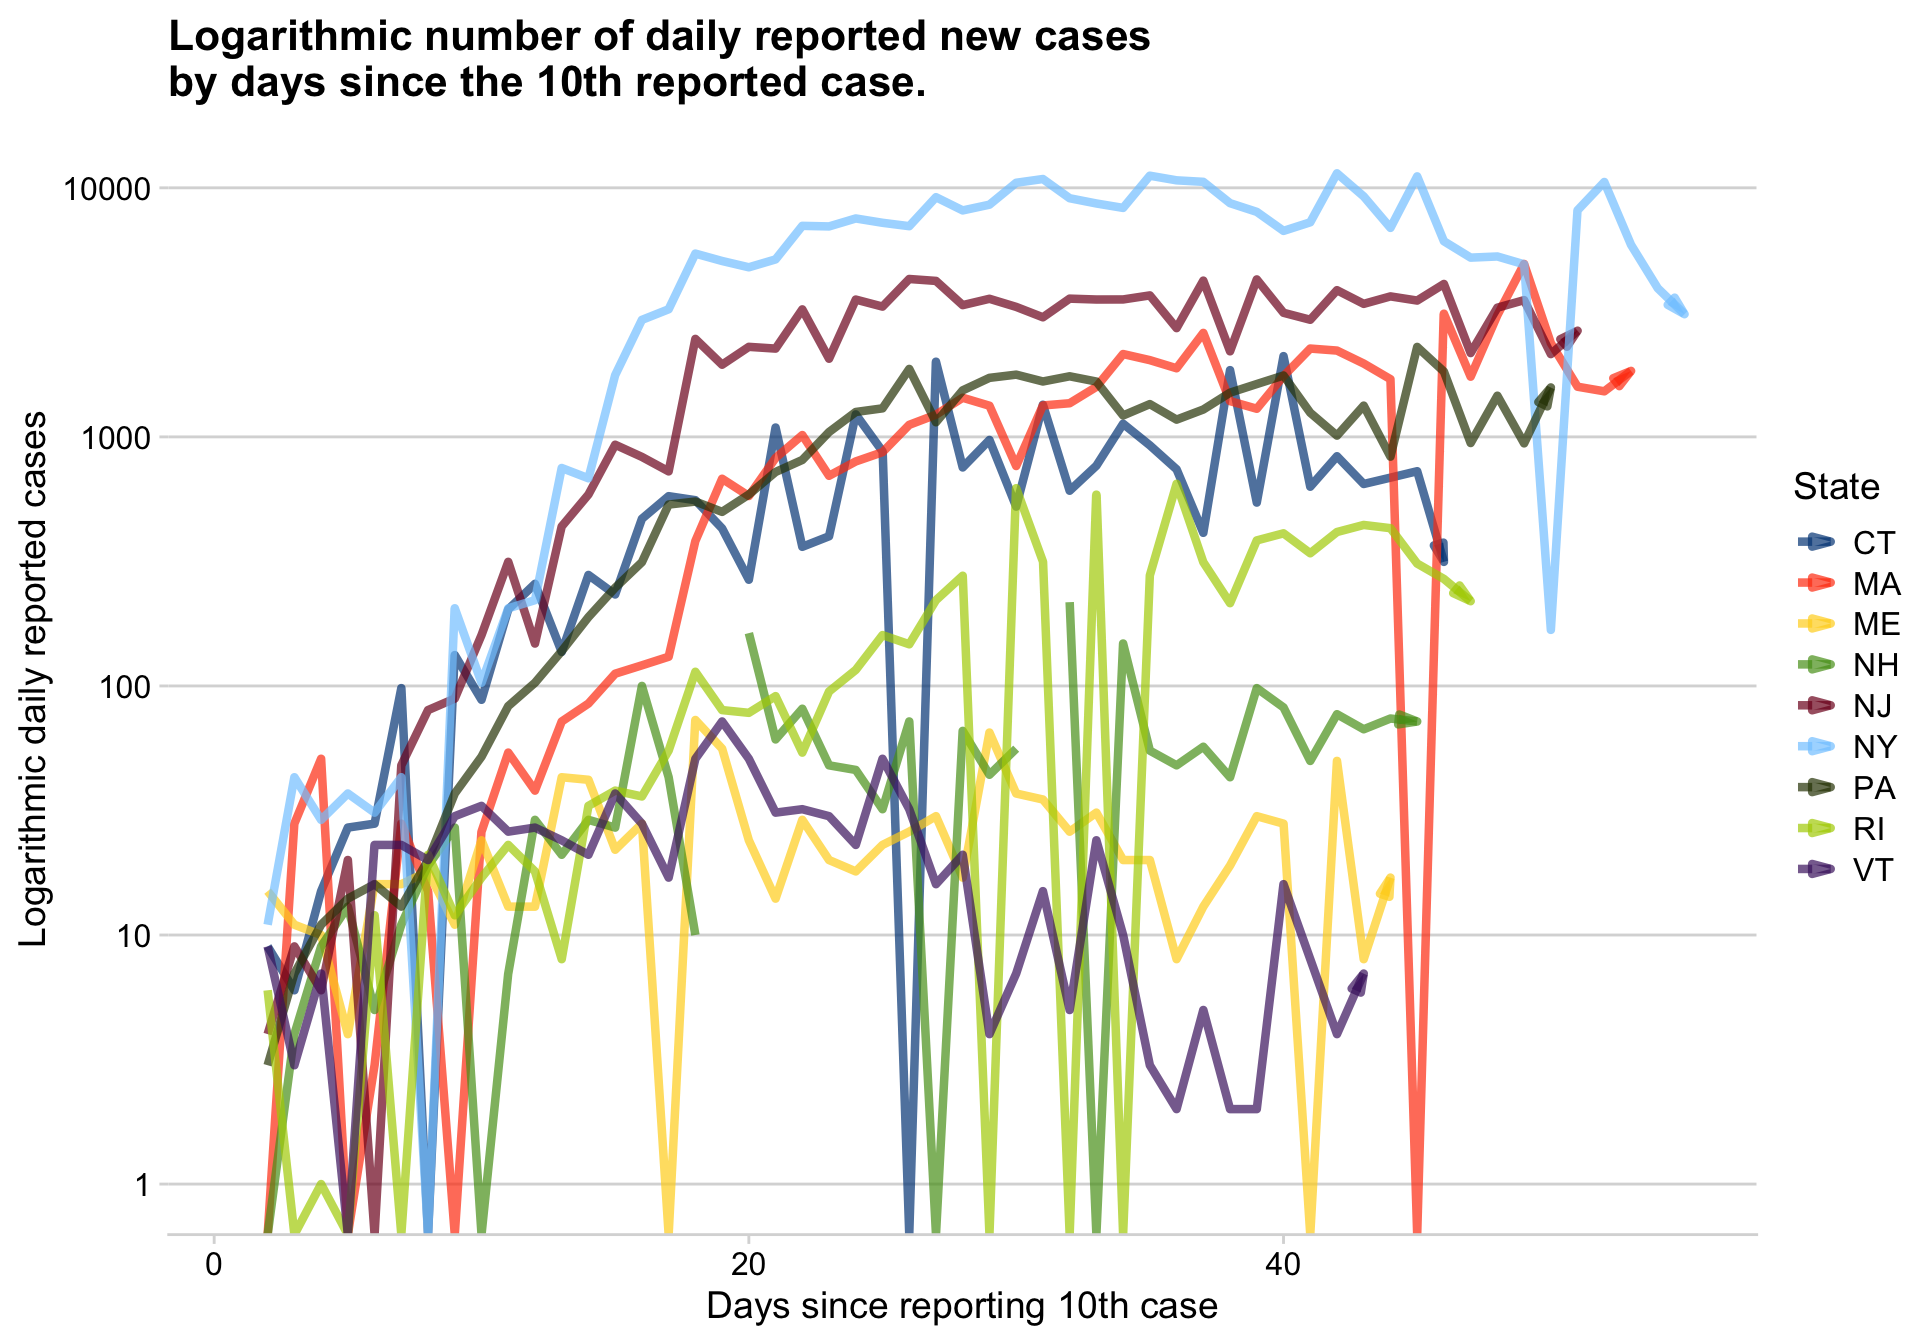 Logarithmic number of daily reported new cases
by days since the 10th reported case.
Logarithmic daily reported cases
10000
1000
100
10
1
0
20
40
Days since reporting 10th case
State
CT
MA
ME
NH
NJ
NY
PA
RI
VT